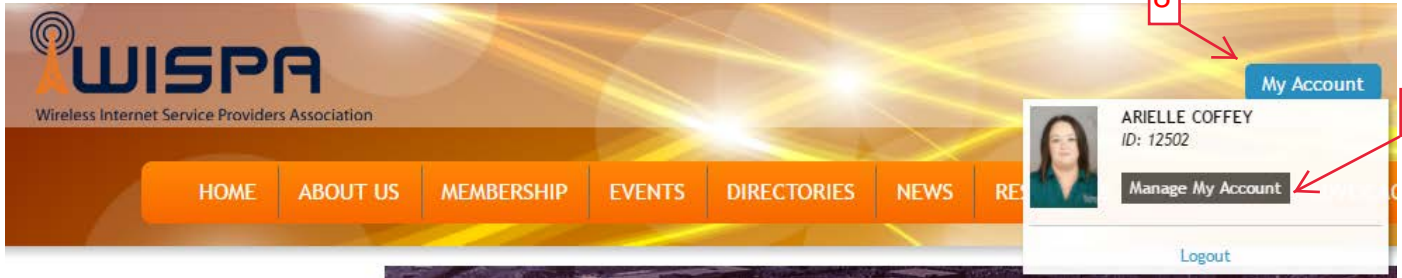 WISPA
Wireless Internet Service Providers Association
My Account
ARIELLE COFFEY
ID: 12502
Manage My Account
HOME ABOUT US MEMBERSHIP EVENTS DIRECTORIES NEWS
Logout